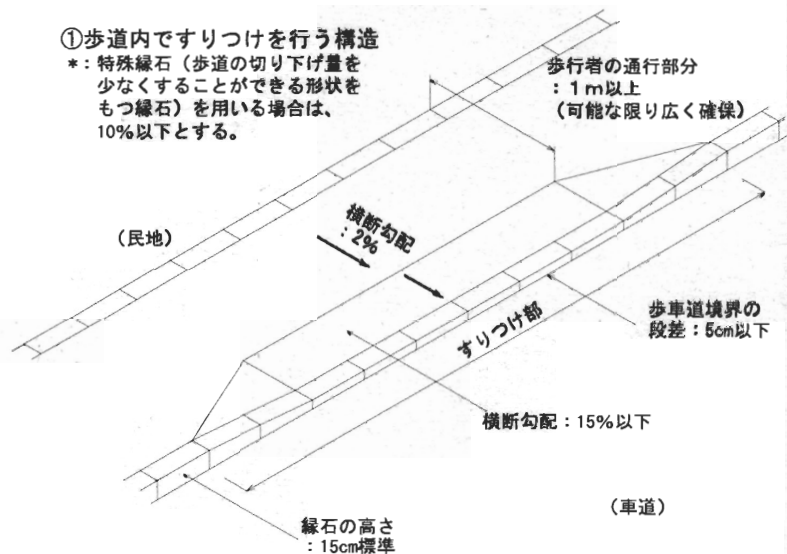 ①歩道内ですりつけを行う構造
*:特殊縁石(歩道の切り下げ量を
少なくすることができる形状を
もつ縁石)を用いる場合は、
10%以下とする。
歩行者の通行部分
:1m以上
(可能な限り広く確保)
横断勾配
:2%
(民地)
歩車道境界の
段差:5cm以下
すりつけ部
横断勾配:15%以下
(車道)
縁石の高さ
:15cm標準